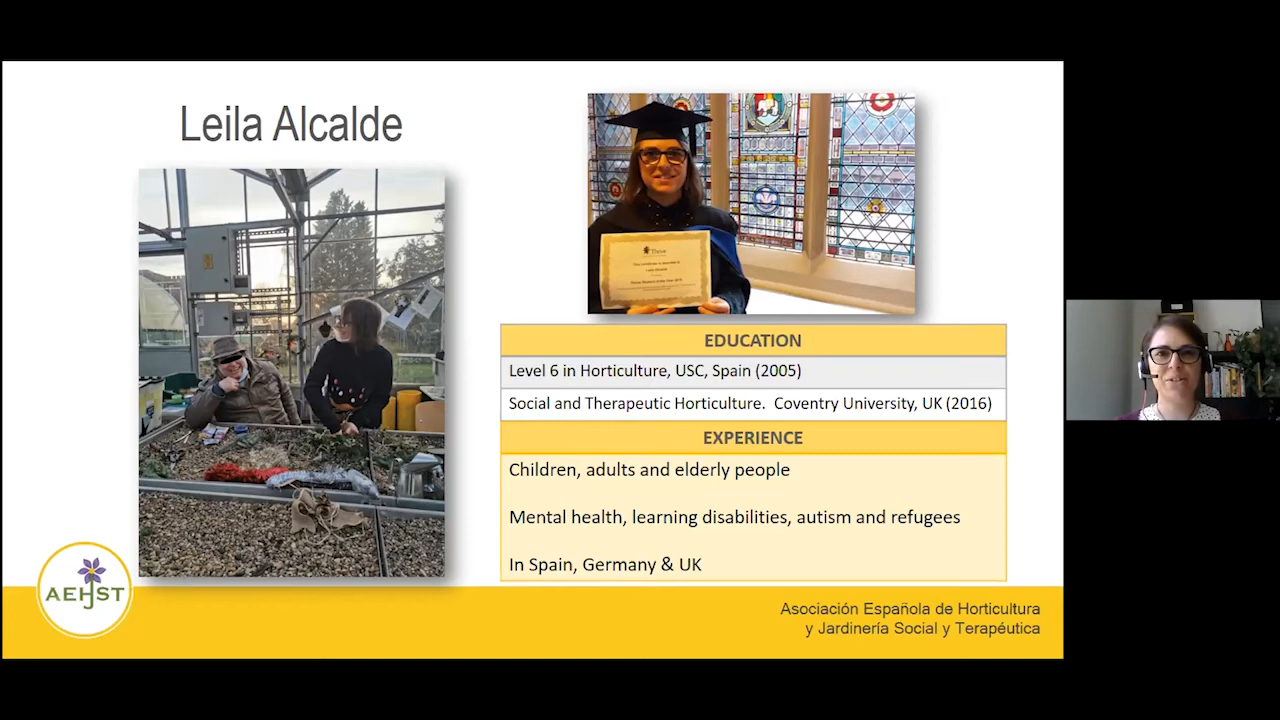 Leila Alcalde
Thrive
EDUCATION
Level 6 in Horticulture, USC, Spain (2005)
Social and Therapeutic Horticulture. Coventry University, UK (2016)
EXPERIENCE
Children, adults and elderly people
Mental health, learning disabilities, autism and refugees
In Spain, Germany & UK
AEHJST
Asociación Española de Horticultura
y Jardinería Social y Terapéutica